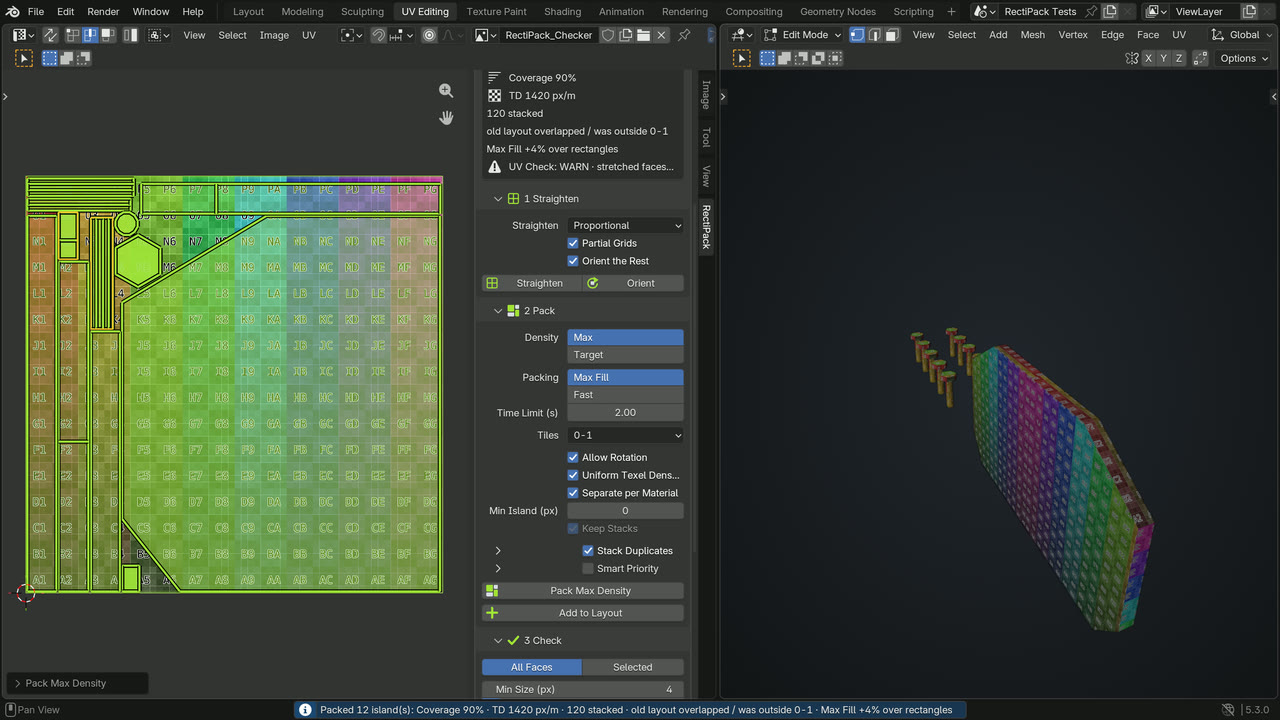 File Edit Render Window Help Layout Modeling Sculpting UV Editing Texture Paint Shading Animation Rendering Compositing Geometry Nodes Scripting + RectiPack Tests ViewLayer
View Select Image UV RectiPack_Checker Edit Mode View Select Add Mesh Vertex Edge Face UV Global
X Y Z Options
Coverage 90%
TD 1420 px/m
120 stacked
old layout overlapped / was outside 0-1
Max Fill +4% over rectangles
UV Check: WARN · stretched faces...
Image
Tool
View
RectiPack
1 Straighten
Straighten Proportional
Partial Grids
Orient the Rest
Straighten Orient
2 Pack
Density Max
Target
Packing Max Fill
Fast
Time Limit (s) 2.00
Tiles 0-1
Allow Rotation
Uniform Texel Dens...
Separate per Material
Min Island (px) 0
Keep Stacks
Stack Duplicates
Smart Priority
Pack Max Density
Add to Layout
3 Check
All Faces Selected
Min Size (px) 4
Pack Max Density
Pan View Packed 12 island(s): Coverage 90% · TD 1420 px/m · 120 stacked · old layout overlapped / was outside 0-1 · Max Fill +4% over rectangles 5.3.0